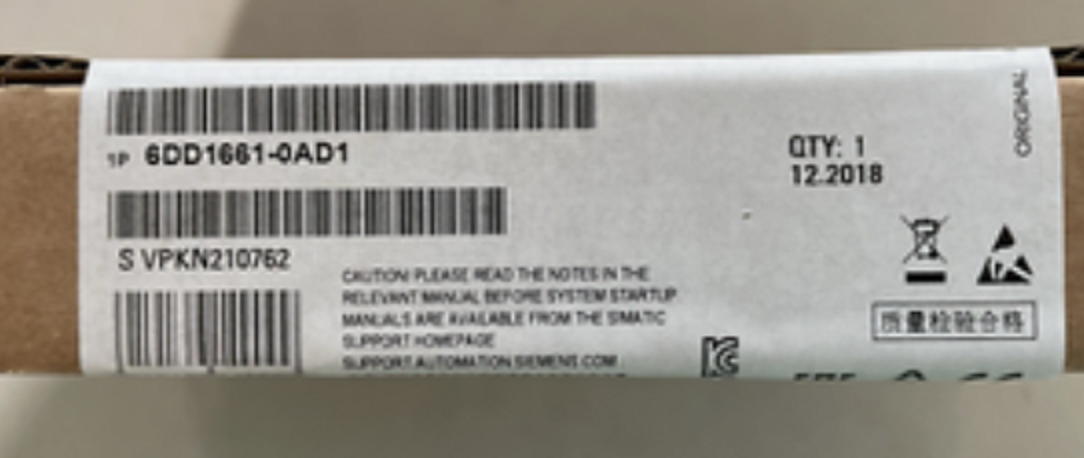 1P 6DD1661-0AD1
S VPKN210762
CAUTION! PLEASE READ THE NOTES IN THE
RELEVANT MANUAL BEFORE SYSTEM STARTUP
MANUALS ARE AVAILABLE FROM THE SIMATIC
SUPPORT HOMEPAGE
SUPPORT.AUTOMATION.SIEMENS.COM
QTY: 1
12.2018
ORIGINAL
质量检验合格